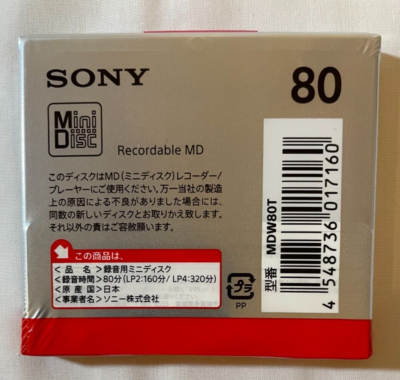 SONY
80
Mini
Disc
Recordable MD
このディスクはMD(ミニディスク)レコーダー/
プレーヤーにご使用ください。万一当社の製造
上の原因による不良がありました場合には、
同数の新しいディスクとお取りかえ致します。
それ以外の責はご容赦願います。
この商品は、
<品 名>録音用ミニディスク
<録音時間>80分(LP2:160分/LP4:320分)
<原 産 国>日本
<事業者名>ソニー株式会社
プラ
PP
型番 MDW80T
4 548736 017160